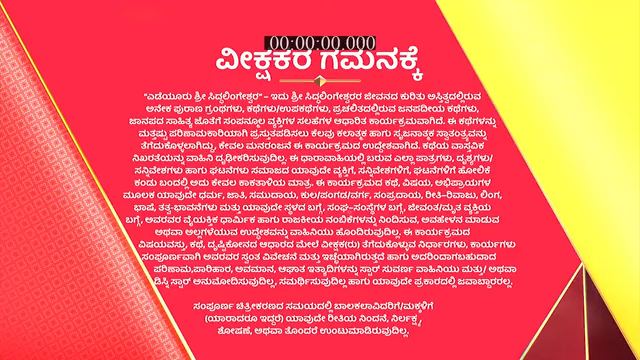 00:00:00.000
ವೀಕ್ಷಕರ ಗಮನಕ್ಕೆ
"ಎಡೆಯೂರು ಶ್ರೀ ಸಿದ್ಧಲಿಂಗೇಶ್ವರ" – ಇದು ಶ್ರೀ ಸಿದ್ಧಲಿಂಗೇಶ್ವರರ ಜೀವನದ ಕುರಿತು ಅಸ್ತಿತ್ವದಲ್ಲಿರುವ
ಅನೇಕ ಪುರಾಣ ಗ್ರಂಥಗಳು, ಕಥೆಗಳು/ಉಪಕಥೆಗಳು, ಪ್ರಚಲಿತದಲ್ಲಿರುವ ಜನಪದೀಯ ಕಥೆಗಳು,
ಜಾನಪದ ಸಾಹಿತ್ಯ ಜೊತೆಗೆ ಸಂಪನ್ಮೂಲ ವ್ಯಕ್ತಿಗಳ ಸಲಹೆಗಳ ಆಧಾರಿತ ಕಾರ್ಯಕ್ರಮವಾಗಿದೆ. ಈ ಕಥೆಗಳನ್ನು
ಮತ್ತಷ್ಟು ಪರಿಣಾಮಕಾರಿಯಾಗಿ ಪ್ರಸ್ತುತಪಡಿಸಲು ಕೆಲವು ಕಲಾತ್ಮಕ ಹಾಗು ಸೃಜನಾತ್ಮಕ ಸ್ವಾತಂತ್ರ್ಯವನ್ನು
ತೆಗೆದುಕೊಳ್ಳಲಾಗಿದ್ದು, ಕೇವಲ ಮನರಂಜನೆ ಈ ಕಾರ್ಯಕ್ರಮದ ಉದ್ದೇಶವಾಗಿದೆ. ಕಥೆಯ ವಾಸ್ತವಿಕ
ನಿಖರತೆಯನ್ನು ವಾಹಿನಿ ದೃಢೀಕರಿಸುವುದಿಲ್ಲ. ಈ ಧಾರಾವಾಹಿಯಲ್ಲಿ ಬರುವ ಎಲ್ಲಾ ಪಾತ್ರಗಳು, ದೃಶ್ಯಗಳು/
ಸನ್ನಿವೇಶಗಳು ಹಾಗು ಘಟನೆಗಳು ಸಮಾಜದ ಯಾವುದೇ ವ್ಯಕ್ತಿಗೆ, ಸನ್ನಿವೇಶಗಳಿಗೆ, ಘಟನೆಗಳಿಗೆ ಹೋಲಿಕೆ
ಕಂಡು ಬಂದಲ್ಲಿ ಅದು ಕೇವಲ ಕಾಕತಾಳಿಯ ಮಾತ್ರ. ಈ ಕಾರ್ಯಕ್ರಮದ ಕಥೆ, ವಿಷಯ, ಅಭಿಪ್ರಾಯಗಳ
ಮೂಲಕ ಯಾವುದೇ ಧರ್ಮ, ಜಾತಿ, ಸಮುದಾಯ, ಕುಲ/ಪಂಗಡ/ವರ್ಗ, ಸಂಪ್ರದಾಯ, ರೀತಿ–ರಿವಾಜು, ಲಿಂಗ,
ಭಾಷೆ, ತತ್ವ–ಭಾವನೆಗಳು ಮತ್ತು ಯಾವುದೇ ಸ್ಥಳದ ಬಗ್ಗೆ, ಸಂಘ–ಸಂಸ್ಥೆಗಳ ಬಗ್ಗೆ, ಜೀವಂತ/ಮೃತ ವ್ಯಕ್ತಿಯ
ಬಗ್ಗೆ, ಅವರವರ ವೈಯಕ್ತಿಕ ಧಾರ್ಮಿಕ ಹಾಗು ರಾಜಕೀಯ ನಂಬಿಕೆಗಳನ್ನು ನಿಂದಿಸುವ, ಅವಹೇಳನ ಮಾಡುವ
ಅಥವಾ ಅಲ್ಲಗಳೆಯುವ ಉದ್ದೇಶವನ್ನು ವಾಹಿನಿಯು ಹೊಂದಿರುವುದಿಲ್ಲ. ಈ ಕಾರ್ಯಕ್ರಮದ
ವಿಷಯವಸ್ತು, ಕಥೆ, ದೃಷ್ಟಿಕೋನದ ಆಧಾರದ ಮೇಲೆ ವೀಕ್ಷಕ(ರು) ತೆಗೆದುಕೊಳ್ಳುವ ನಿರ್ಧಾರಗಳು, ಕಾರ್ಯಗಳು
ಸಂಪೂರ್ಣವಾಗಿ ಅವರವರ ಸ್ವಂತ ವಿವೇಚನೆ ಮತ್ತು ಇಚ್ಛೆಯಾಗಿರುತ್ತದೆ ಹಾಗು ಅದರಿಂದಾಗಬಹುದಾದ
ಪರಿಣಾಮ,ಪಾರಿಹಾರ, ಅವಮಾನ, ಆಘಾತ ಇತ್ಯಾದಿಗಳನ್ನು ಸ್ಟಾರ್ ಸುವರ್ಣ ವಾಹಿನಿಯು ಮತ್ತು/ ಅಥವಾ
ಡಿಸ್ನಿ ಸ್ಟಾರ್ ಅನುಮೋದಿಸುವುದಿಲ್ಲ, ಸಮರ್ಥಿಸುವುದಿಲ್ಲ ಹಾಗು ಯಾವುದೇ ಪ್ರಕಾರದಲ್ಲಿ ಜವಾಬ್ದಾರರಲ್ಲ.
ಸಂಪೂರ್ಣ ಚಿತ್ರೀಕರಣದ ಸಮಯದಲ್ಲಿ ಬಾಲಕಲಾವಿದರಿಗೆ/ಮಕ್ಕಳಿಗೆ
(ಯಾರಾದರೂ ಇದ್ದರೆ) ಯಾವುದೇ ರೀತಿಯ ನಿಂದನೆ, ನಿರ್ಲಕ್ಷ್ಯ,
ಶೋಷಣೆ, ಅಥವಾ ತೊಂದರೆ ಉಂಟುಮಾಡಿರುವುದಿಲ್ಲ.